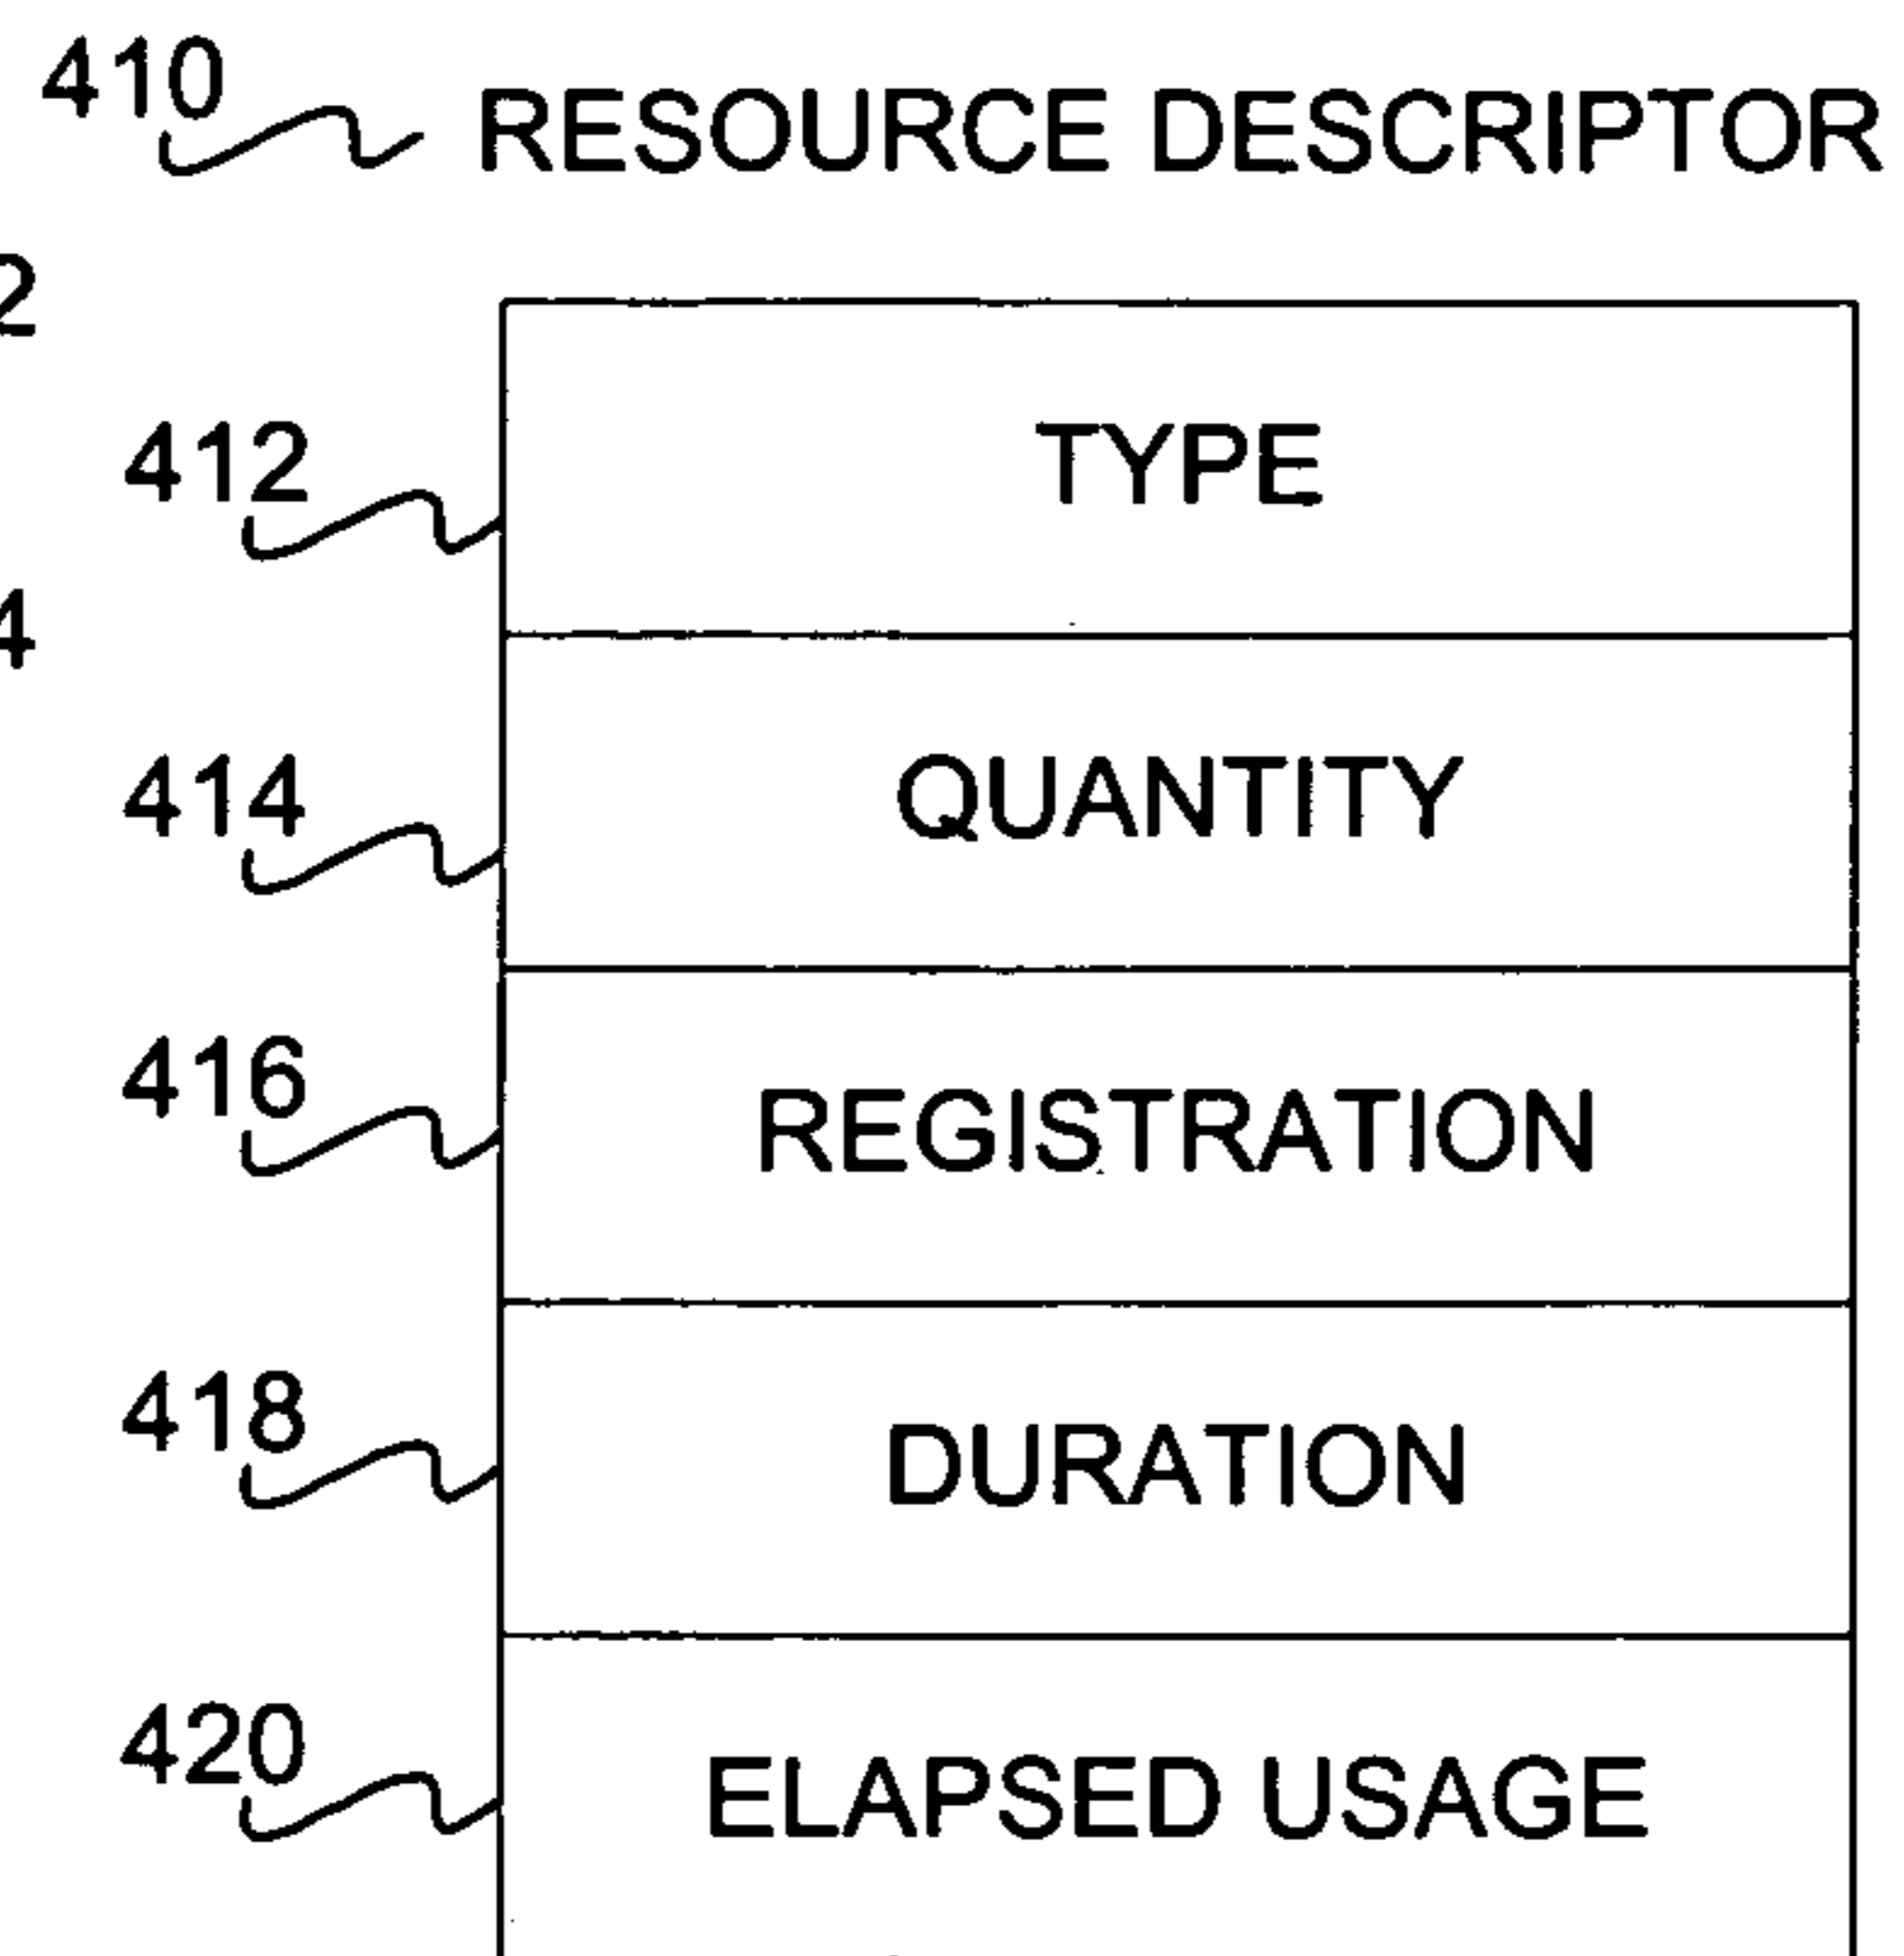 410 RESOURCE DESCRIPTOR
412 TYPE
414 QUANTITY
416 REGISTRATION
418 DURATION
420 ELAPSED USAGE